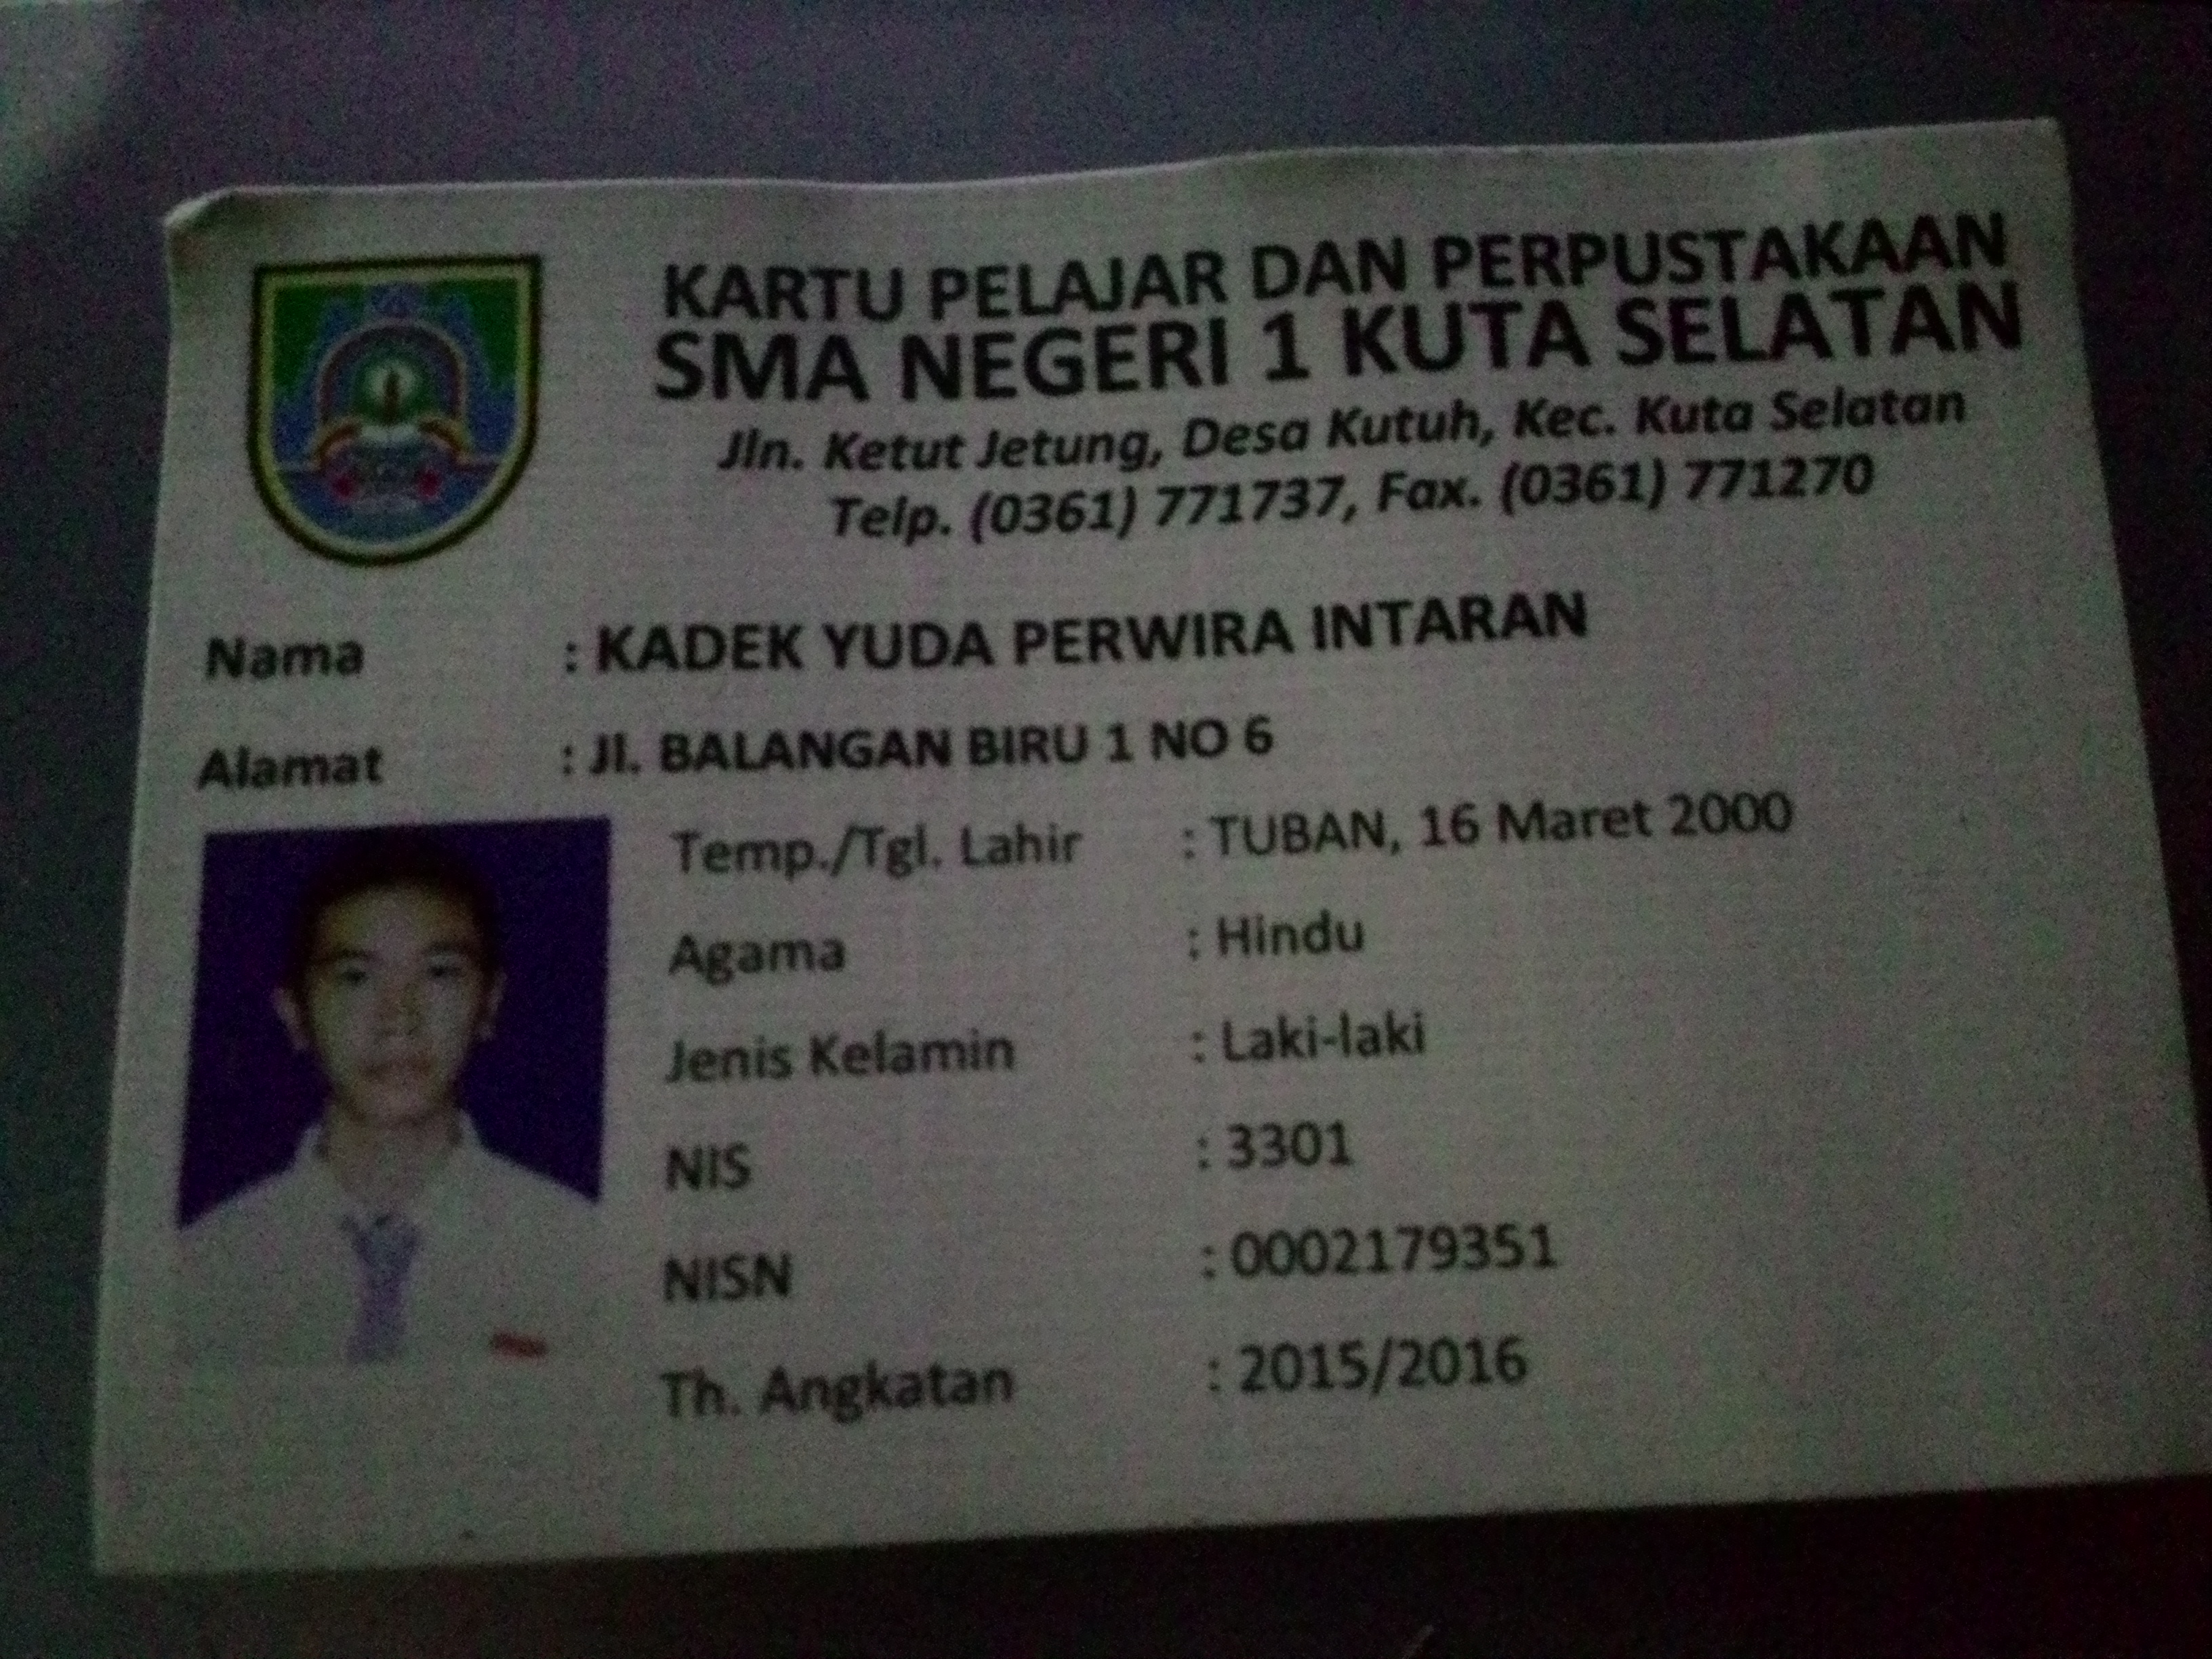 KARTU PELAJAR DAN PERPUSTAKAAN
SMA NEGERI 1 KUTA SELATAN
Jln. Ketut Jetung, Desa Kutuh, Kec. Kuta Selatan
Telp. (0361) 771737, Fax. (0361) 771270
Nama : KADEK YUDA PERWIRA INTARAN
Alamat : Jl. BALANGAN BIRU 1 NO 6
Temp./Tgl. Lahir : TUBAN, 16 Maret 2000
Agama : Hindu
Jenis Kelamin : Laki-laki
NIS : 3301
NISN : 0002179351
Th. Angkatan : 2015/2016